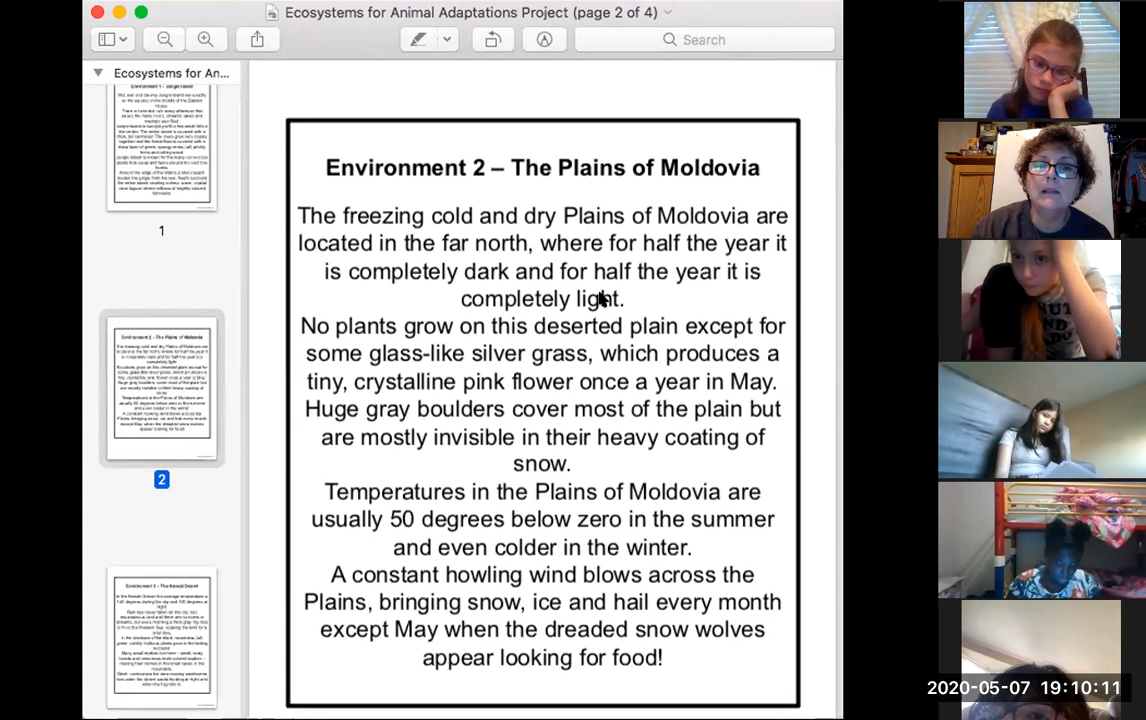 Ecosystems for Animal Adaptations Project (page 2 of 4)
Search
Ecosystems for An...
1
2
Environment 2 – The Plains of Moldovia
The freezing cold and dry Plains of Moldovia are
located in the far north, where for half the year it
is completely dark and for half the year it is
completely light.
No plants grow on this deserted plain except for
some glass-like silver grass, which produces a
tiny, crystalline pink flower once a year in May.
Huge gray boulders cover most of the plain but
are mostly invisible in their heavy coating of
snow.
Temperatures in the Plains of Moldovia are
usually 50 degrees below zero in the summer
and even colder in the winter.
A constant howling wind blows across the
Plains, bringing snow, ice and hail every month
except May when the dreaded snow wolves
appear looking for food!
2020-05-07 19:10:11